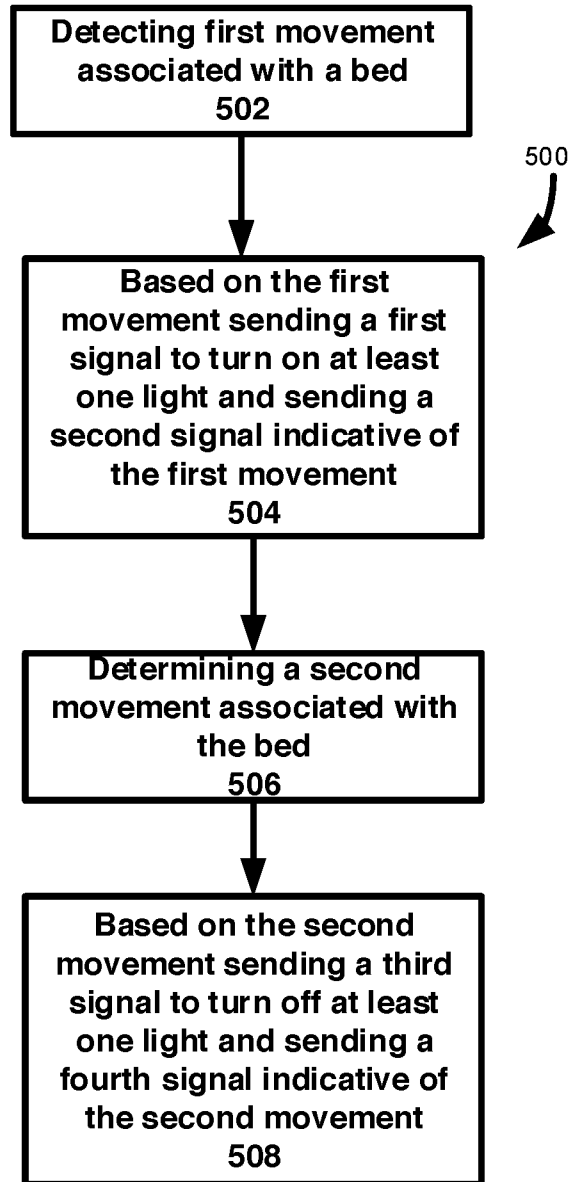 Detecting first movement
associated with a bed
502
500
Based on the first
movement sending a first
signal to turn on at least
one light and sending a
second signal indicative of
the first movement
504
Determining a second
movement associated with
the bed
506
Based on the second
movement sending a third
signal to turn off at least
one light and sending a
fourth signal indicative of
the second movement
508